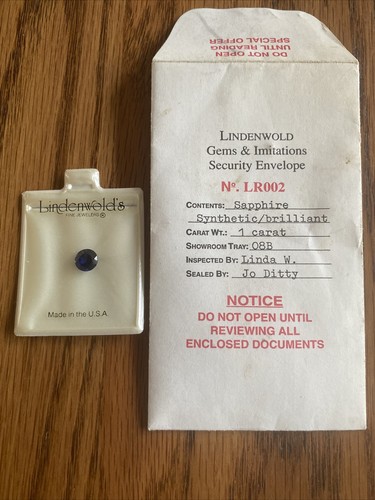 DO NOT OPEN
UNTIL READING
SPECIAL OFFER
LINDENWOLD
Gems & Imitations
Security Envelope
Nº. LR002
CONTENTS: Sapphire
Synthetic/brilliant
CARAT WT.: 1 carat
SHOWROOM TRAY: 08B
INSPECTED BY: Linda W.
SEALED BY: Jo Ditty
NOTICE
DO NOT OPEN UNTIL
REVIEWING ALL
ENCLOSED DOCUMENTS
Lindenwold's
FINE JEWELERS ®
Made in the U.S.A.